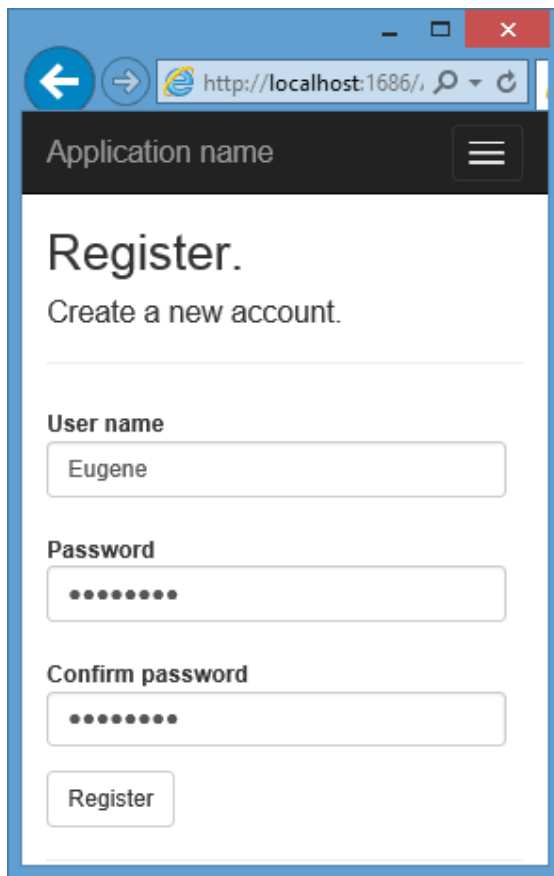 http://localhost:1686/
Application name
Register.
Create a new account.
User name
Eugene
Password
••••••••
Confirm password
••••••••
Register